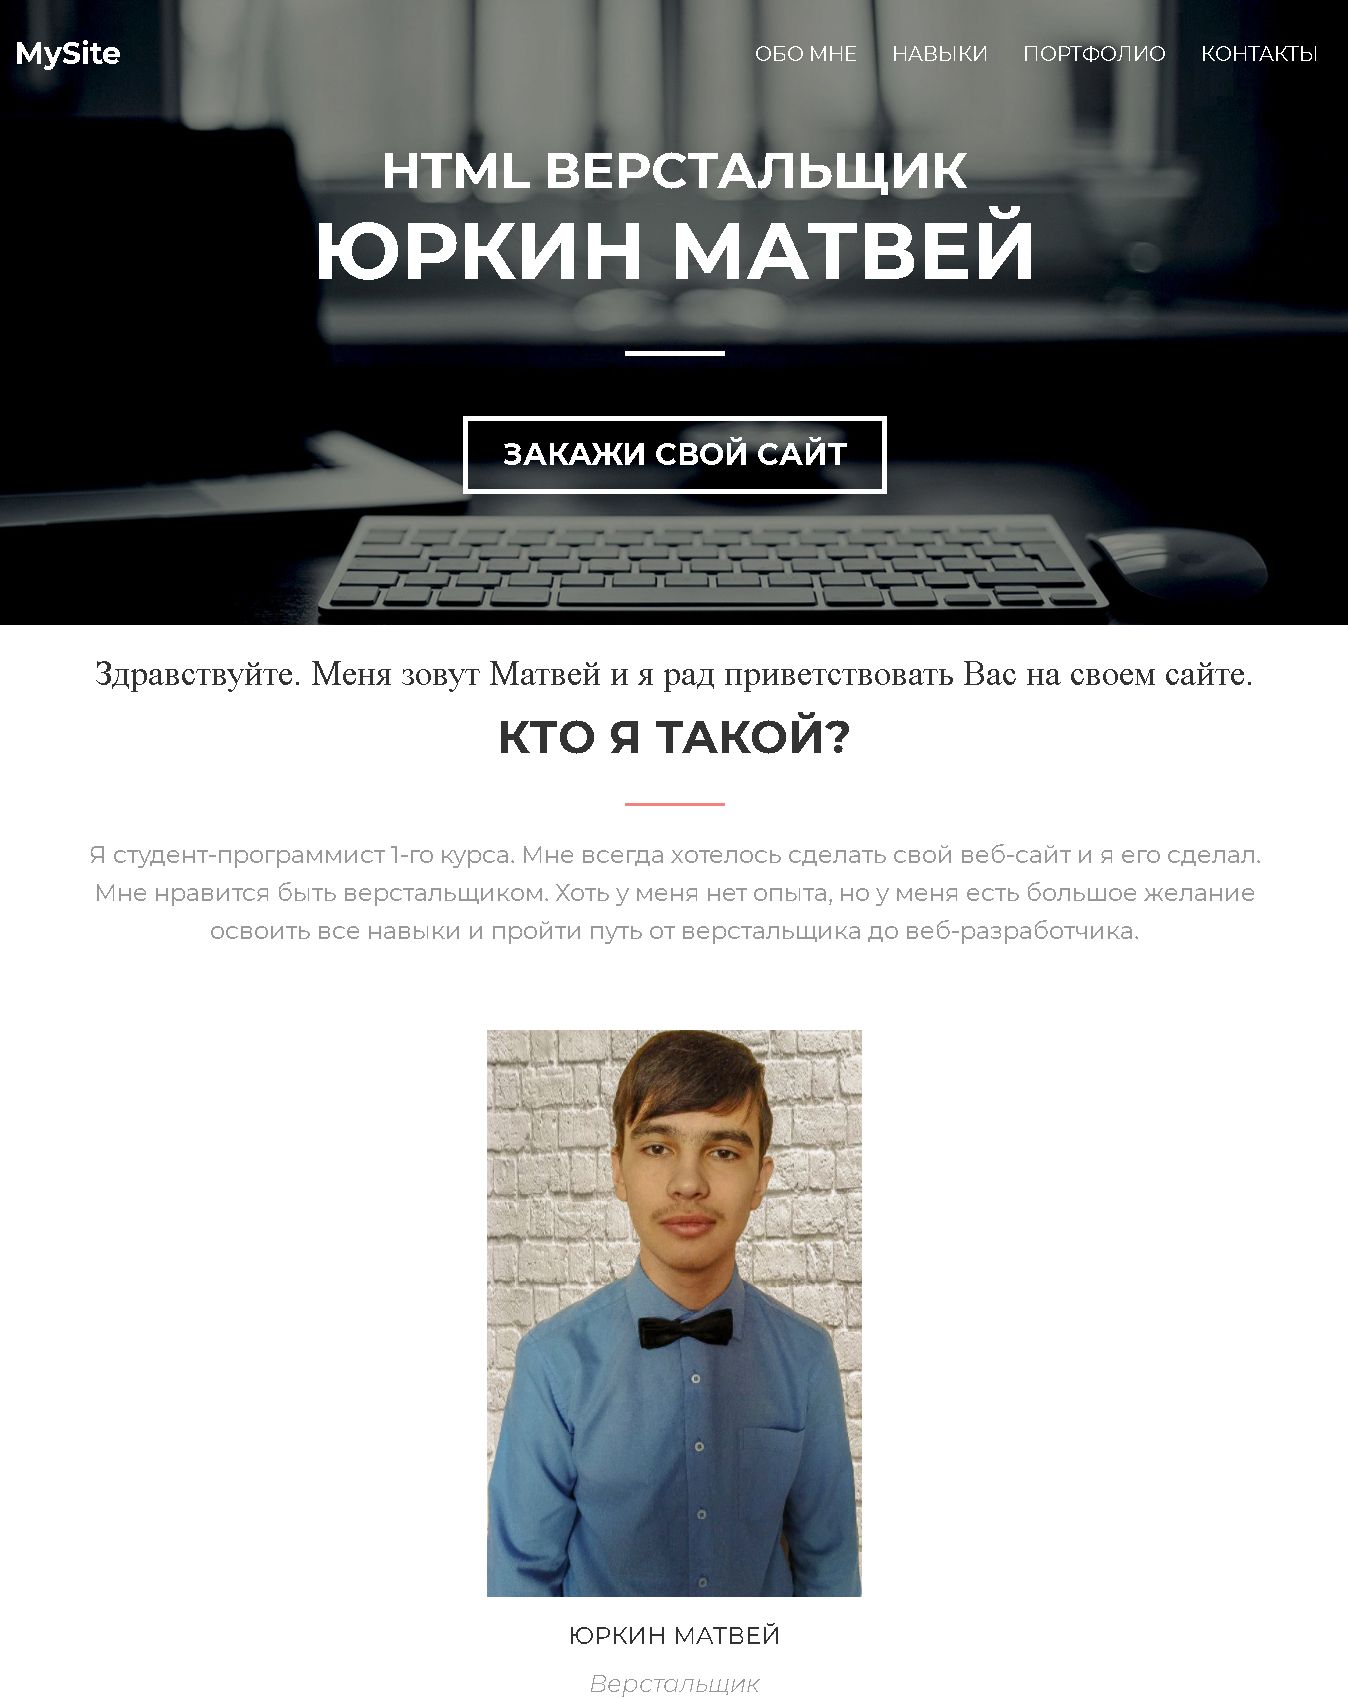 MySite
ОБО МНЕ НАВЫКИ ПОРТФОЛИО КОНТАКТЫ
HTML ВЕРСТАЛЬЩИК
ЮРКИН МАТВЕЙ
ЗАКАЖИ СВОЙ САЙТ
Здравствуйте. Меня зовут Матвей и я рад приветствовать Вас на своем сайте.
КТО Я ТАКОЙ?
Я студент-программист 1-го курса. Мне всегда хотелось сделать свой веб-сайт и я его сделал.
Мне нравится быть верстальщиком. Хоть у меня нет опыта, но у меня есть большое желание
освоить все навыки и пройти путь от верстальщика до веб-разработчика.
ЮРКИН МАТВЕЙ
Верстальщик